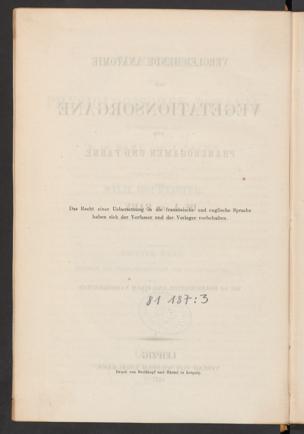 Das Recht einer Uebersetzung in die französische und englische Sprache
haben sich der Verfasser und der Verleger vorbehalten.
81 187:3
Druck von Breitkopf und Härtel in Leipzig.